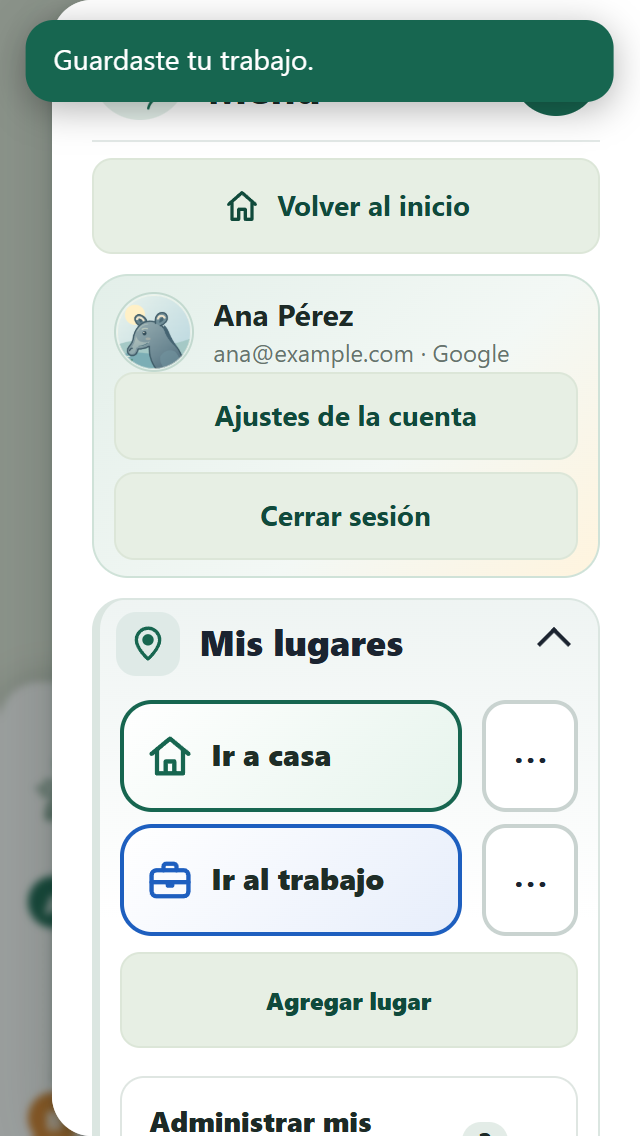 Guardaste tu trabajo.
Menú
Volver al inicio
Ana Pérez
ana@example.com · Google
Ajustes de la cuenta
Cerrar sesión
Mis lugares
Ir a casa
...
Ir al trabajo
...
Agregar lugar
Administrar mis